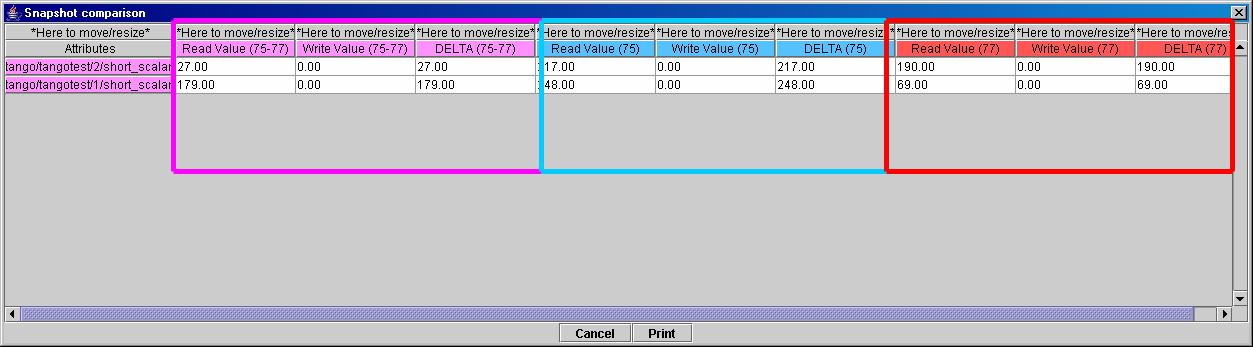 Snapshot comparison
*Here to move/resize* *Here to move/resize* *Here to move/resize* *Here to move/resize* *Here to move/resize* *Here to move/resize* *Here to move/resiz *Here to move/resize* *Here to move/resize* *Here to move/res
Attributes Read Value (75-77) Write Value (75-77) DELTA (75-77) Read Value (75) Write Value (75) DELTA (75) Read Value (77) Write Value (77) DELTA (77)
tango/tangotest/2/short_scalar 27.00 0.00 27.00 17.00 0.00 217.00 190.00 0.00 190.00
tango/tangotest/1/short_scalar 179.00 0.00 179.00 48.00 0.00 248.00 69.00 0.00 69.00
Cancel Print